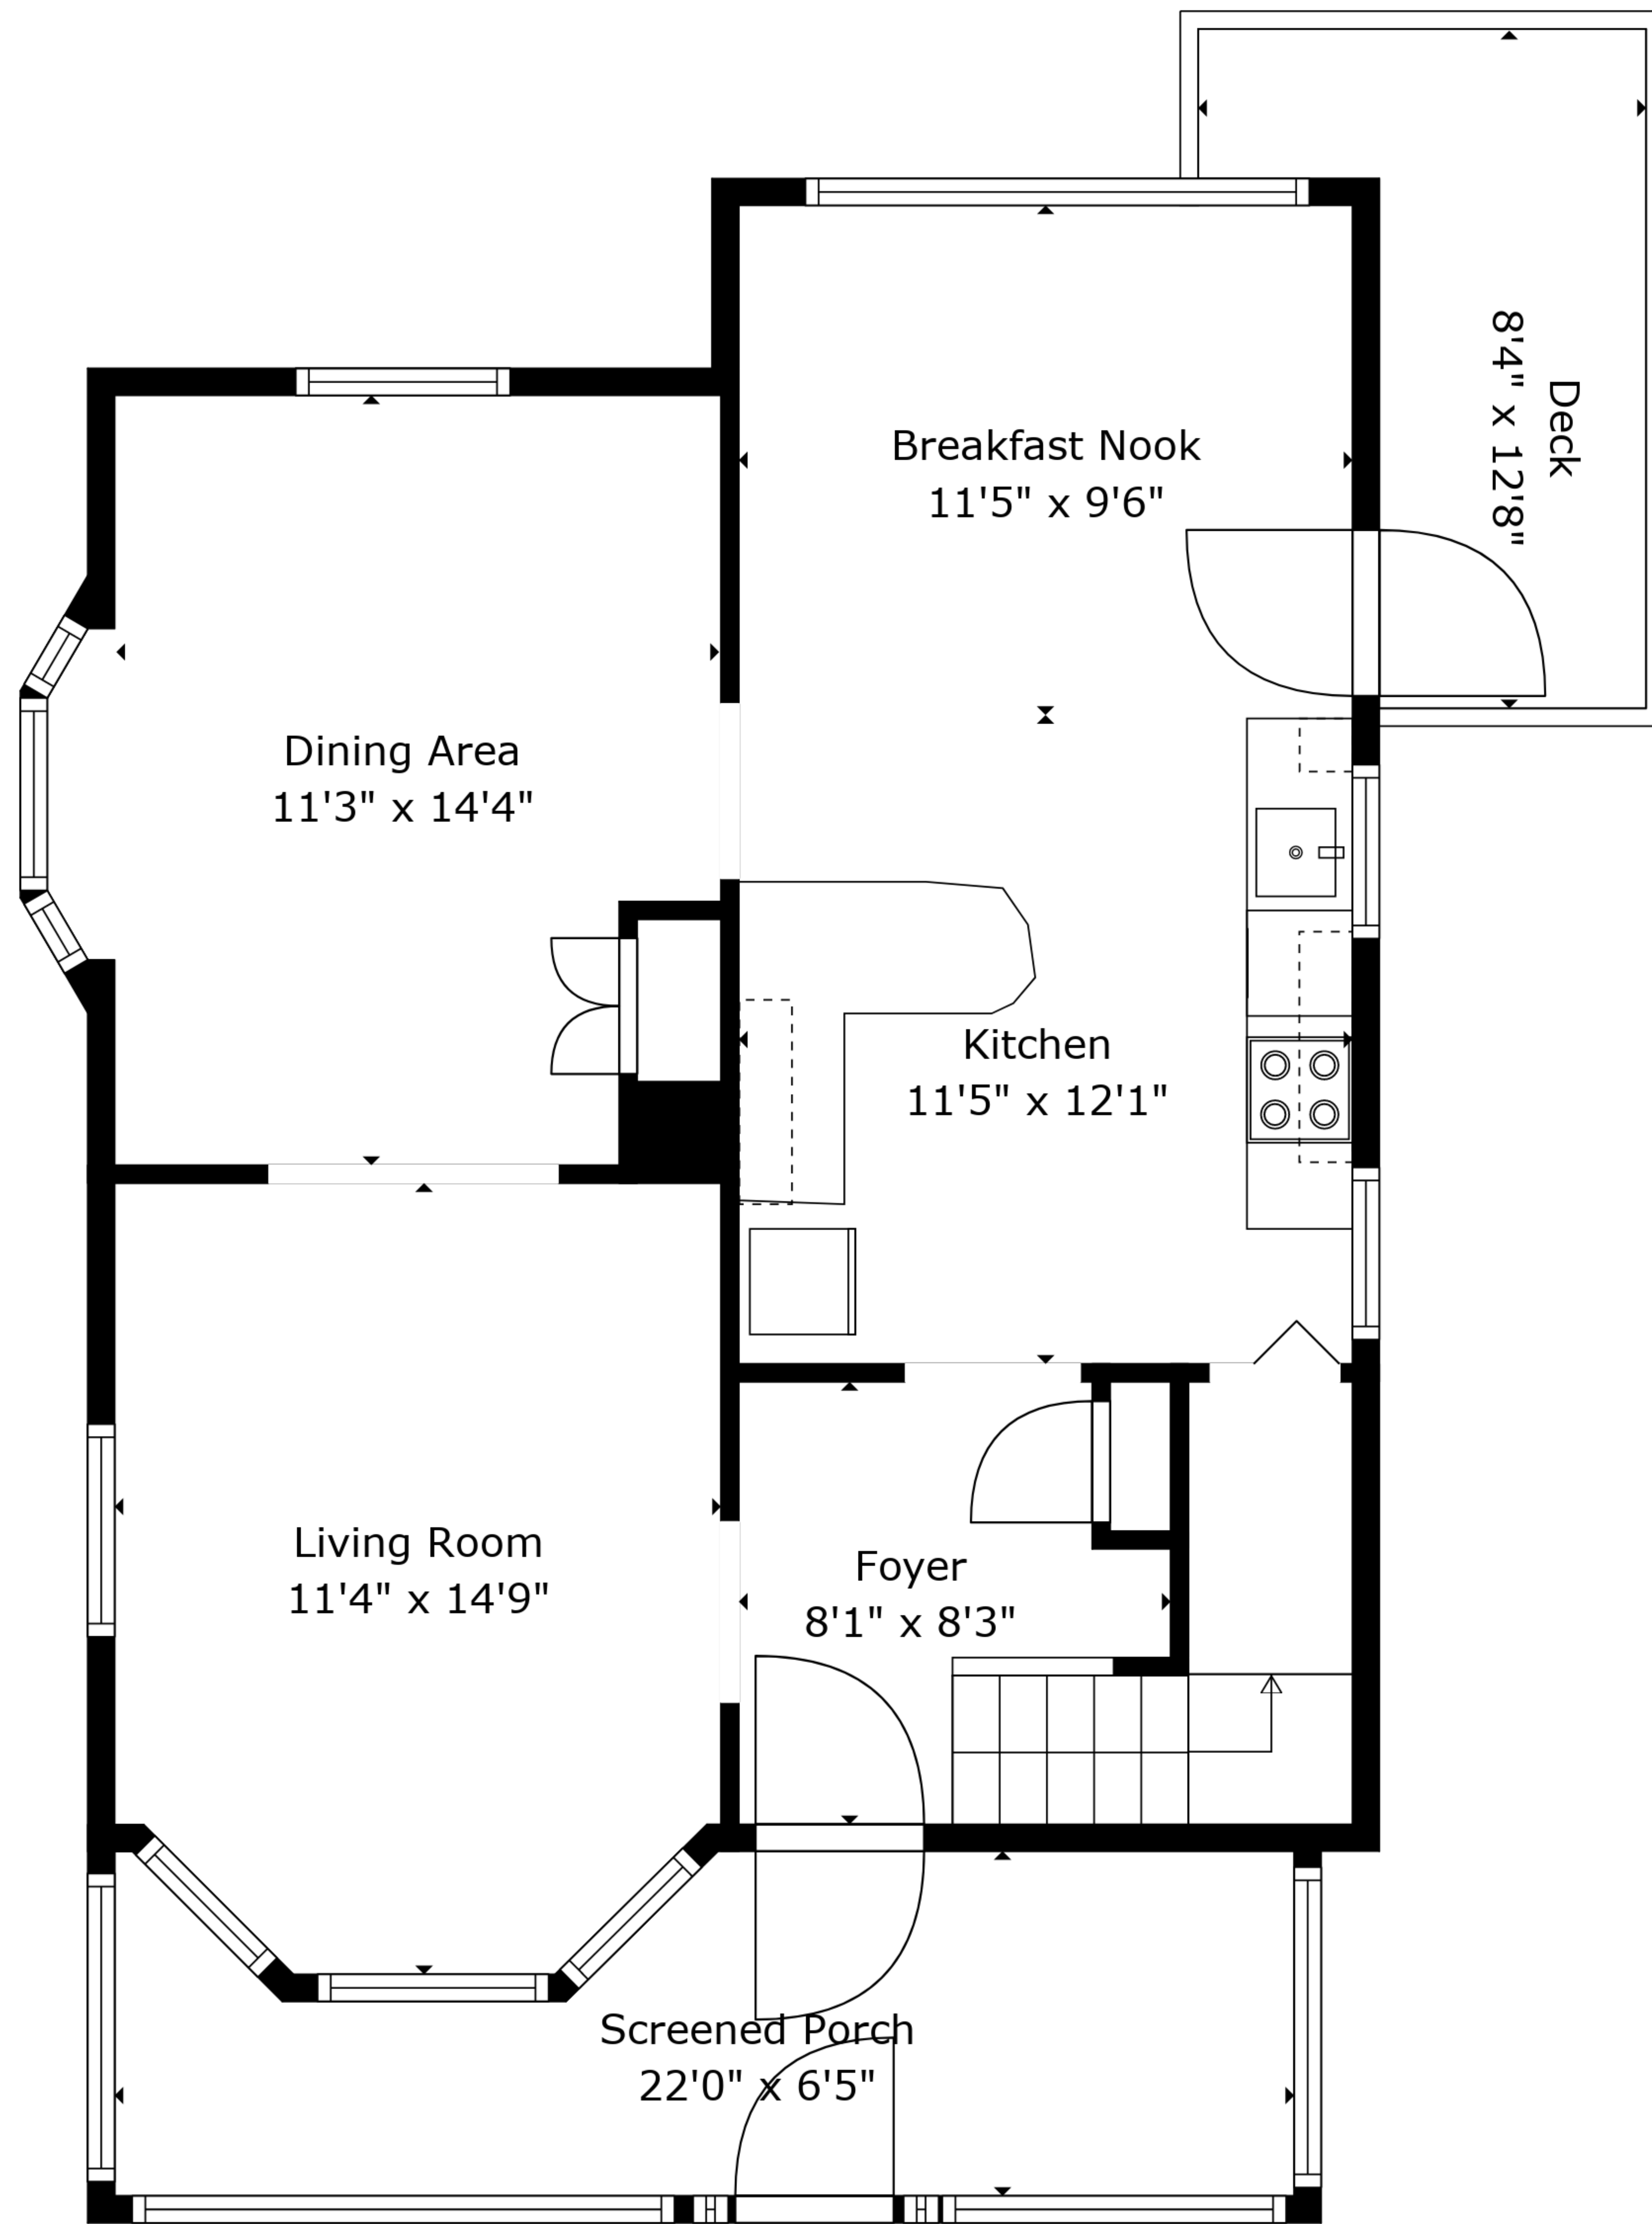 Deck
8'4" x 12'8"
Breakfast Nook
11'5" x 9'6"
Dining Area
11'3" x 14'4"
Kitchen
11'5" x 12'1"
Living Room
11'4" x 14'9"
Foyer
8'1" x 8'3"
Screened Porch
22'0" x 6'5"